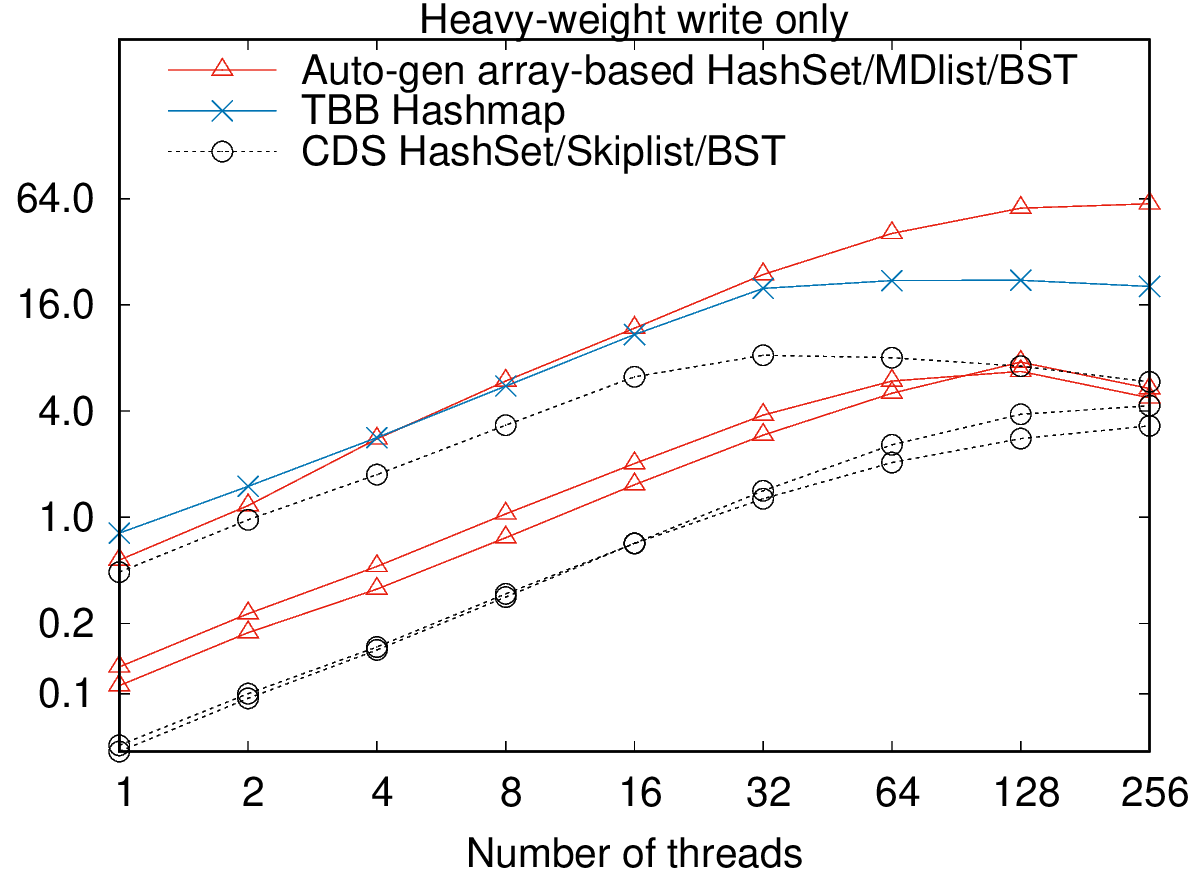 Heavy-weight write only
Auto-gen array-based HashSet/MDlist/BST
TBB Hashmap
CDS HashSet/Skiplist/BST
64.0
16.0
4.0
1.0
0.2
0.1
1 2 4 8 16 32 64 128 256
Number of threads